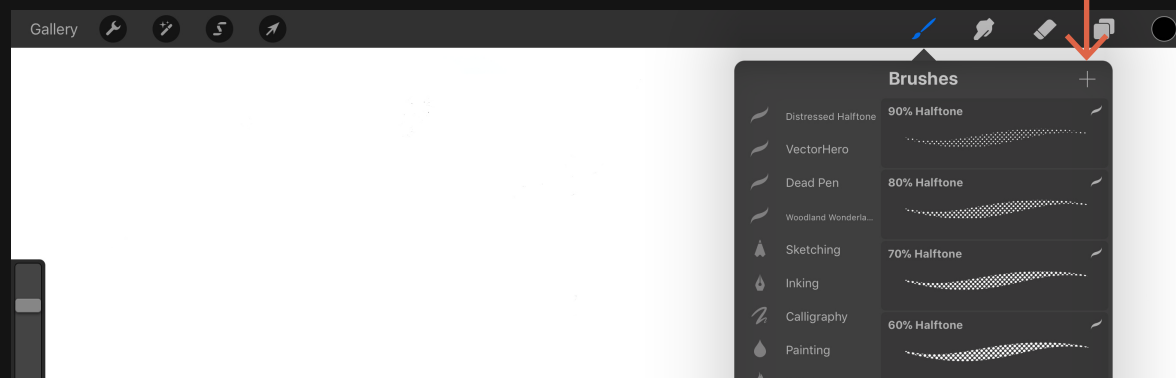 Gallery
Brushes
Distressed Halftone
VectorHero
Dead Pen
Woodland Wonderla...
Sketching
Inking
Calligraphy
Painting
90% Halftone
80% Halftone
70% Halftone
60% Halftone